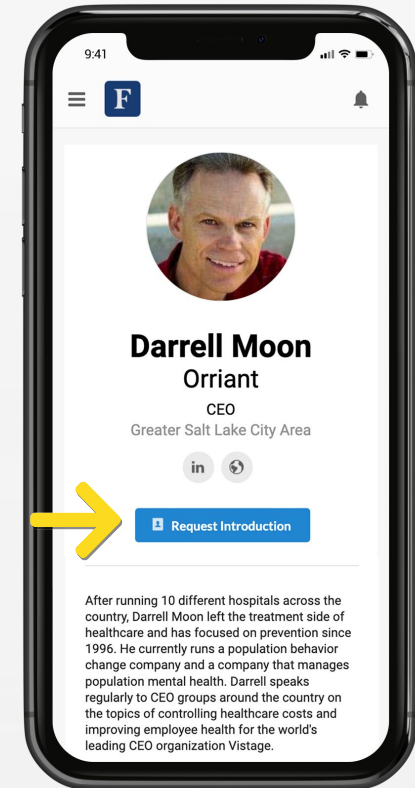 9:41
F
Darrell Moon
Orriant
CEO
Greater Salt Lake City Area
in
Request Introduction
After running 10 different hospitals across the
country, Darrell Moon left the treatment side of
healthcare and has focused on prevention since
1996. He currently runs a population behavior
change company and a company that manages
population mental health. Darrell speaks
regularly to CEO groups around the country on
the topics of controlling healthcare costs and
improving employee health for the world's
leading CEO organization Vistage.